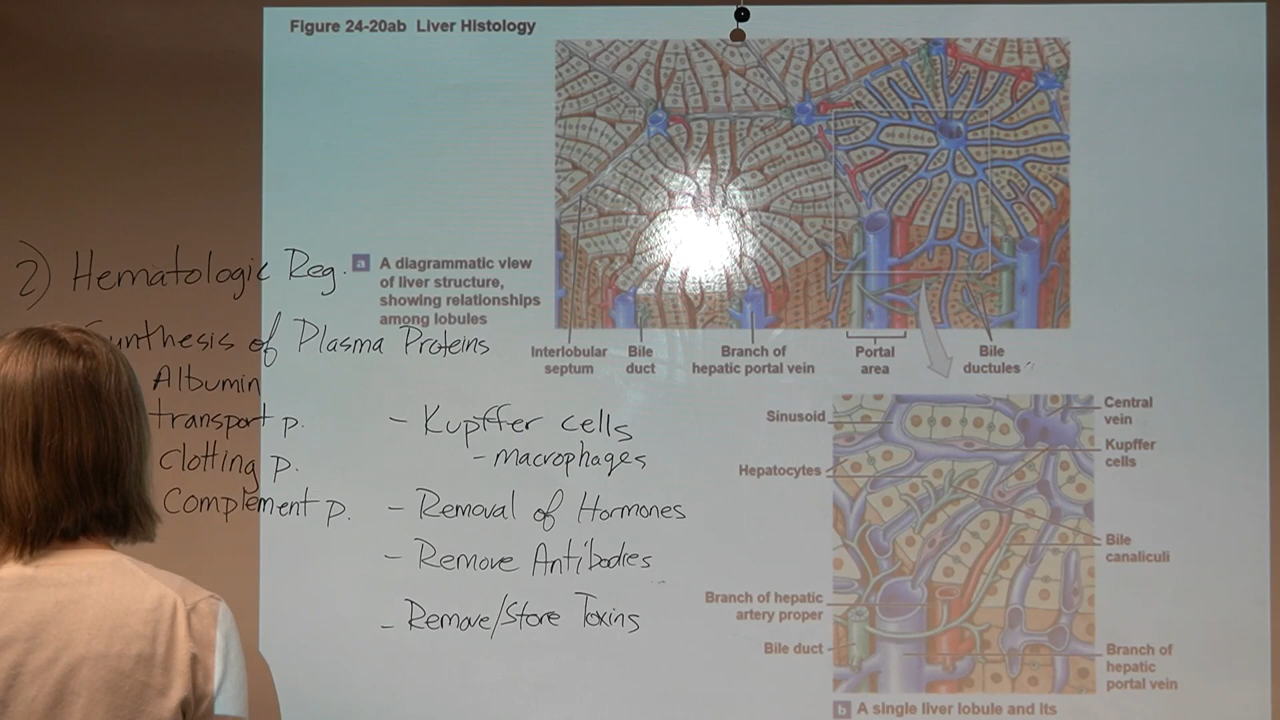 Figure 24-20ab Liver Histology
2) Hematologic Reg.
a A diagrammatic view
of liver structure,
showing relationships
among lobules
Synthesis of Plasma Proteins
Albumin
transport p.
clotting p.
Complement p.
- Kupffer cells
- macrophages
- Removal of Hormones
- Remove Antibodies
- Remove/Store Toxins
Interlobular
septum
Bile
duct
Branch of
hepatic portal vein
Portal
area
Bile
ductules
Sinusoid
Hepatocytes
Branch of hepatic
artery proper
Bile duct
Central
vein
Kupffer
cells
Bile
canaliculi
Branch of
hepatic
portal vein
b A single liver lobule and its